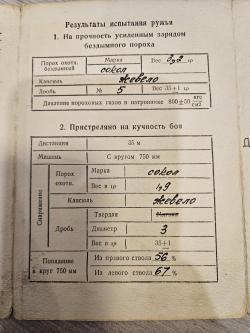 Результаты испытания ружья
1. На прочность усиленным зарядом
бездымного пороха
Порох охотн. бездымный Марка сокол Вес 3,2 гр
Капсюль Жевело
Дробь № 5 Вес 35±1 гр
Давление пороховых газов в патроннике 800±50 кгс/см2
2. Пристреляно на кучность боя
Дистанция 35 м
Мишень С кругом 750 мм
Снаряжение
Порох охотн. Марка сокол
Вес в гр
Капсюль Жевело
Дробь Твердая
Диаметр 3
Вес в гр 35±1
Попадание в круг 750 мм Из правого ствола 56 %
Из левого ствола 67 %